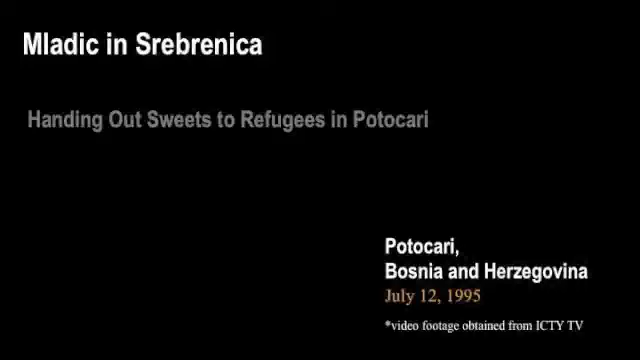 Mladic in Srebrenica
Handing Out Sweets to Refugees in Potocari
Potocari,
Bosnia and Herzegovina
July 12, 1995
*video footage obtained from ICTY TV